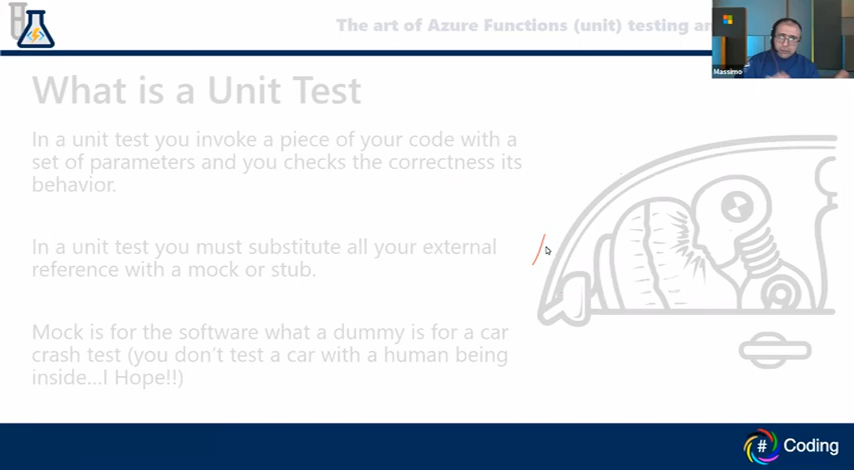 The art of Azure Functions (unit) testing
Massimo
What is a Unit Test
In a unit test you invoke a piece of your code with a
set of parameters and you checks the correctness its
behavior.
In a unit test you must substitute all your external
reference with a mock or stub.
Mock is for the software what a dummy is for a car
crash test (you don't test a car with a human being
inside...I Hope!!)
# Coding